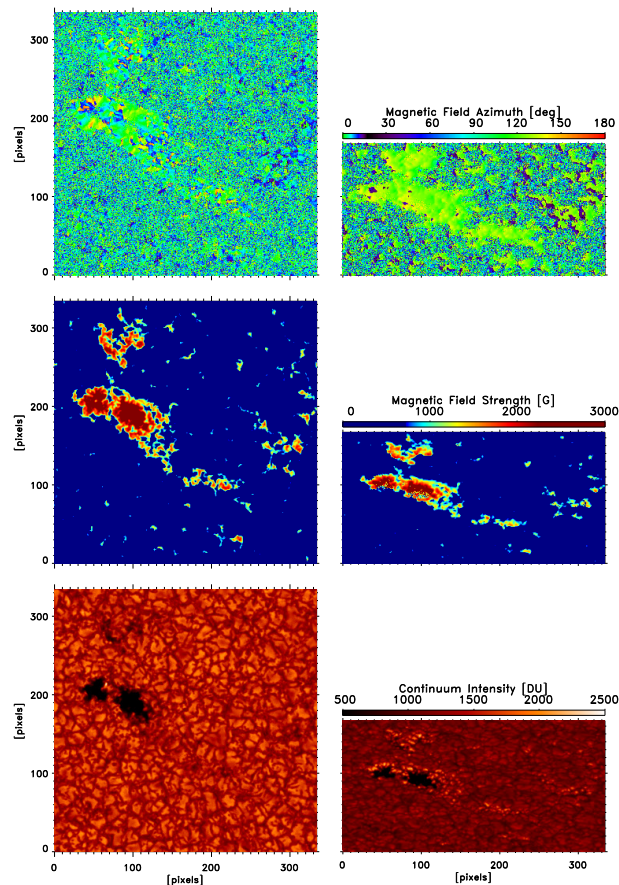 300
200
100
0
[pixels]
Magnetic Field Azimuth [deg]
0 30 60 90 120 150 180
300
200
100
0
[pixels]
Magnetic Field Strength [G]
0 1000 2000 3000
300
200
100
0
[pixels]
0 100 200 300
[pixels]
Continuum Intensity [DU]
500 1000 1500 2000 2500
0 100 200 300
[pixels]